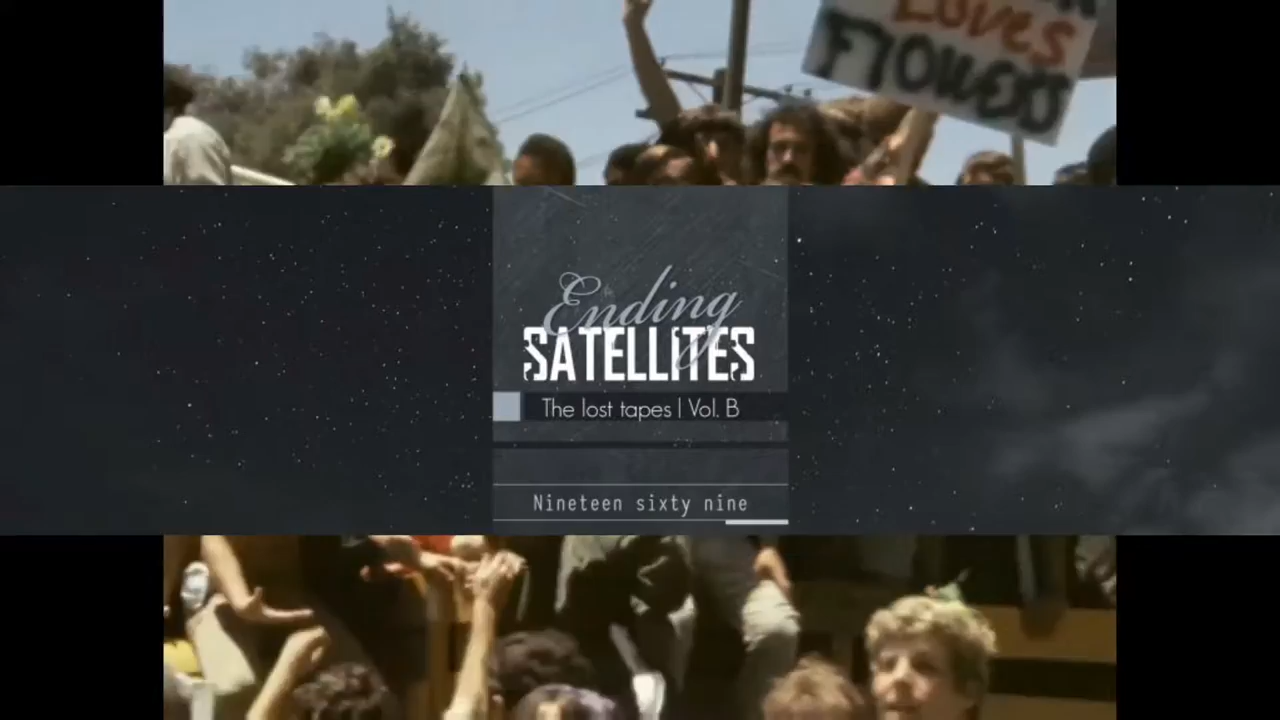 Loves
Flowers
Ending
SATELLITES
The lost tapes | Vol. B
Nineteen sixty nine